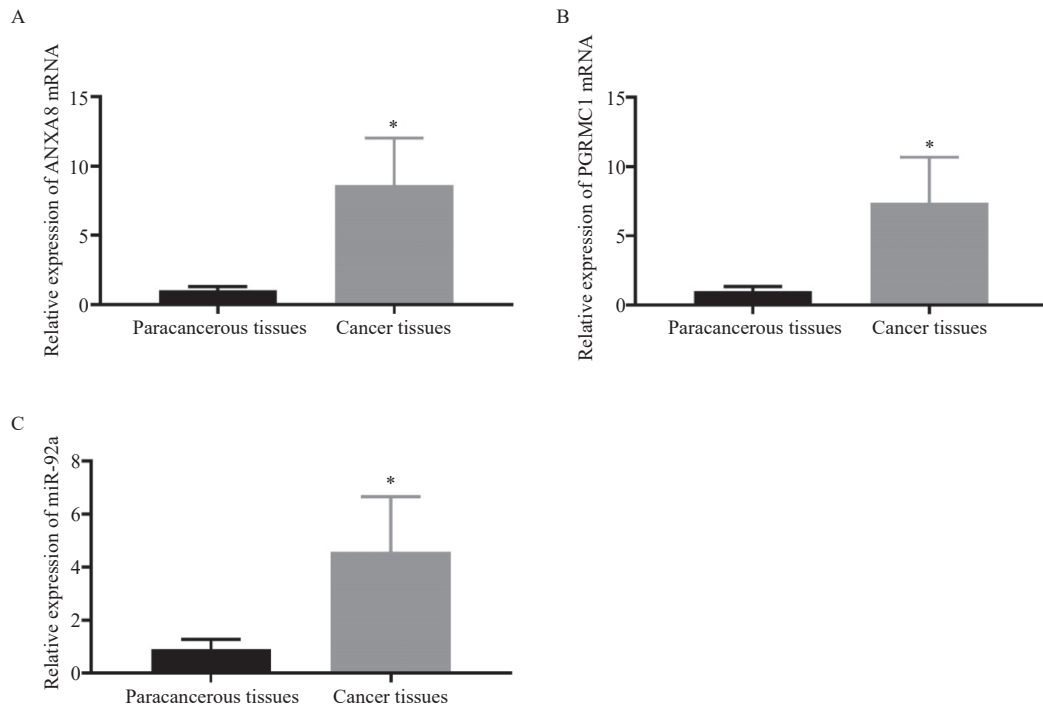 A
Relative expression of ANXA8 mRNA
15
10
5
0
*
Paracancerous tissues
Cancer tissues
B
Relative expression of PGRMC1 mRNA
15
10
5
0
*
Paracancerous tissues
Cancer tissues
C
Relative expression of miR-92a
8
6
4
2
0
*
Paracancerous tissues
Cancer tissues